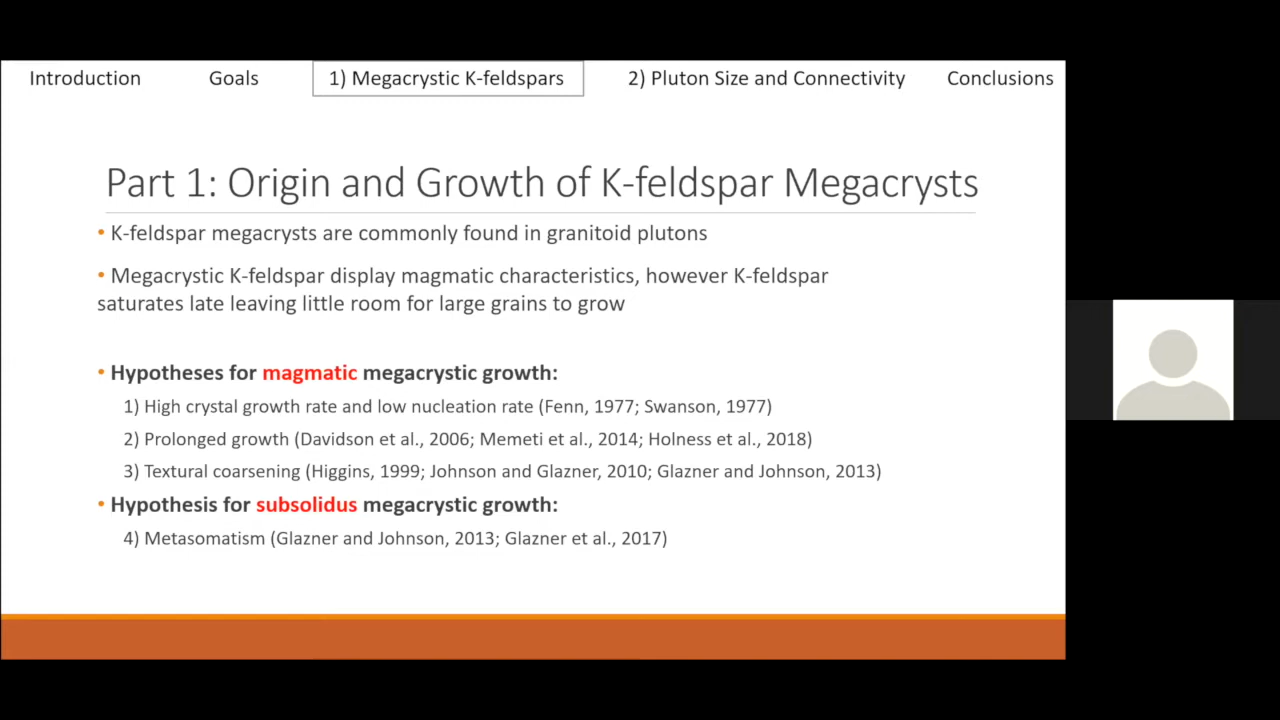 Introduction Goals 1) Megacrystic K-feldspars 2) Pluton Size and Connectivity Conclusions
Part 1: Origin and Growth of K-feldspar Megacrysts
• K-feldspar megacrysts are commonly found in granitoid plutons
• Megacrystic K-feldspar display magmatic characteristics, however K-feldspar
saturates late leaving little room for large grains to grow
• Hypotheses for magmatic megacrystic growth:
1) High crystal growth rate and low nucleation rate (Fenn, 1977; Swanson, 1977)
2) Prolonged growth (Davidson et al., 2006; Memeti et al., 2014; Holness et al., 2018)
3) Textural coarsening (Higgins, 1999; Johnson and Glazner, 2010; Glazner and Johnson, 2013)
• Hypothesis for subsolidus megacrystic growth:
4) Metasomatism (Glazner and Johnson, 2013; Glazner et al., 2017)